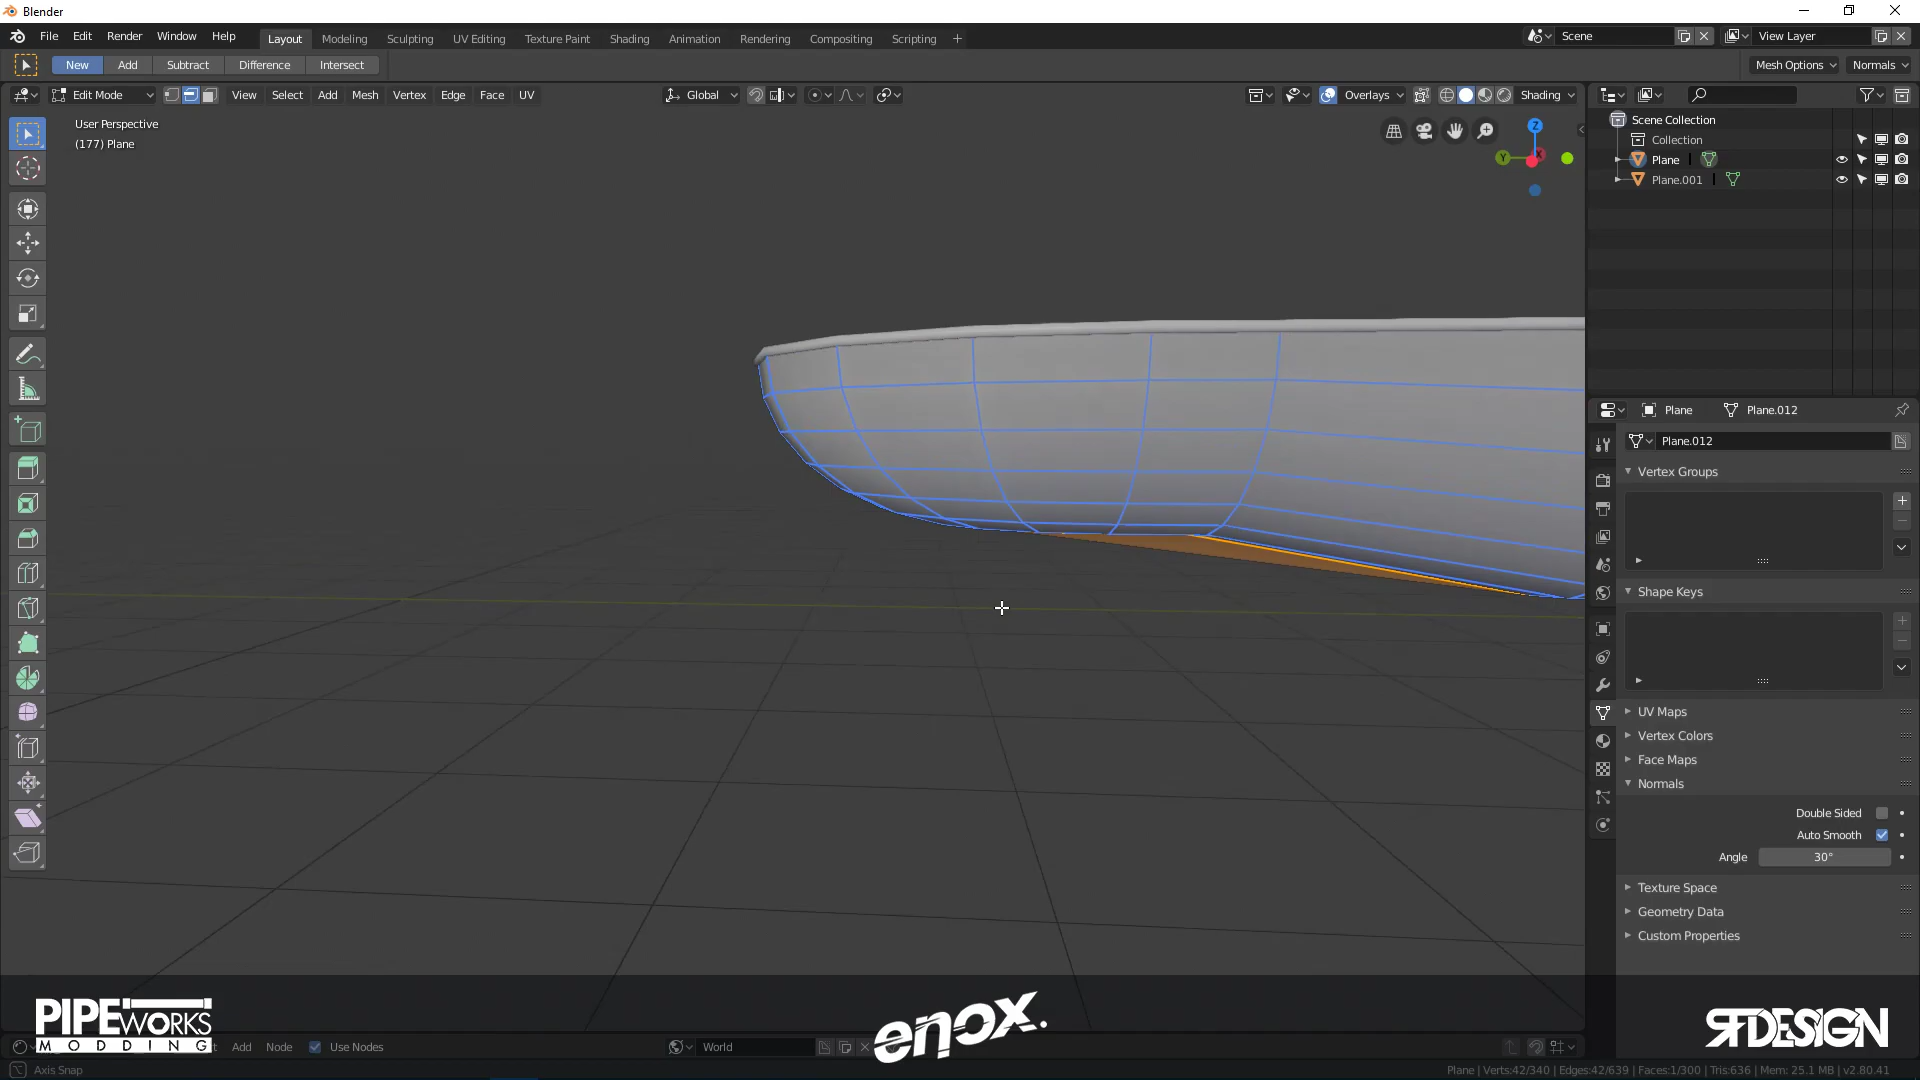 Blender
File Edit Render Window Help Layout Modeling Sculpting UV Editing Texture Paint Shading Animation Rendering Compositing Scripting + Scene View Layer
New Add Subtract Difference Intersect Mesh Options Normals
Edit Mode View Select Add Mesh Vertex Edge Face UV Global Overlays Shading
User Perspective
(177) Plane
Z
Y
X
Scene Collection
Collection
Plane
Plane.001
Plane Plane.012
Plane.012
Vertex Groups
Shape Keys
UV Maps
Vertex Colors
Face Maps
Normals
Double Sided
Auto Smooth
Angle 30°
Texture Space
Geometry Data
Custom Properties
PIPEWORKS
MODDING
enox.
SRFDESIGN
Add Node Use Nodes World
Axis Snap
Plane | Verts:42/340 | Edges:42/639 | Faces:1/300 | Tris:636 | Mem: 25.1 MB | v2.80.41